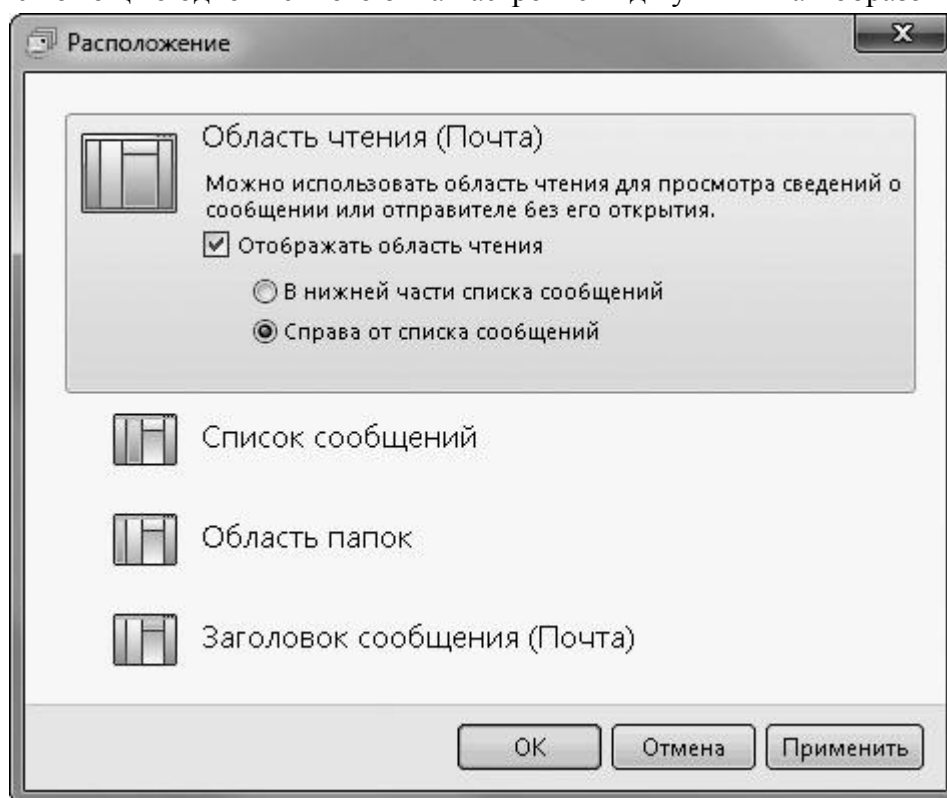 Расположение
Область чтения (Почта)
Можно использовать область чтения для просмотра сведений о
сообщении или отправителе без его открытия.
Отображать область чтения
В нижней части списка сообщений
Справа от списка сообщений
Список сообщений
Область папок
Заголовок сообщения (Почта)
ОК Отмена Применить